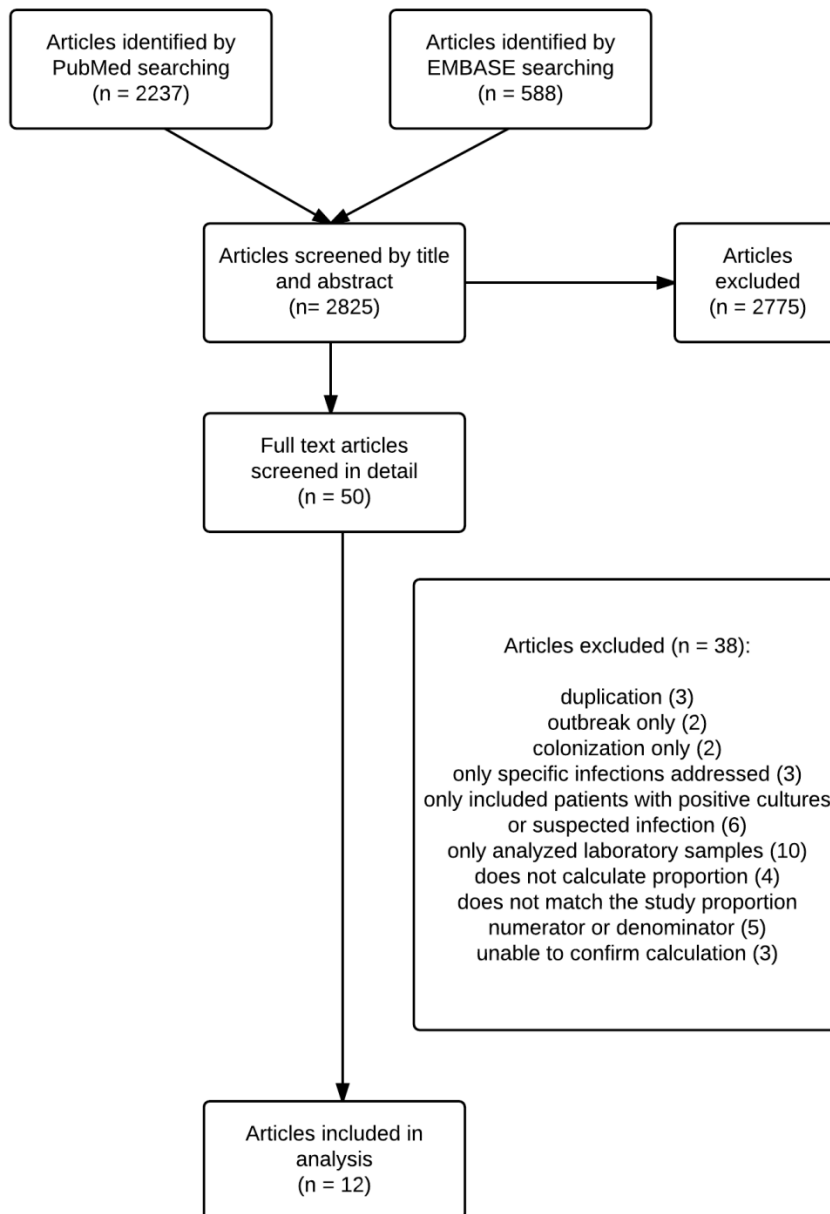 Articles identified by
PubMed searching
(n = 2237)
Articles identified by
EMBASE searching
(n = 588)
Articles screened by title
and abstract
(n= 2825)
Articles
excluded
(n = 2775)
Full text articles
screened in detail
(n = 50)
Articles excluded (n = 38):
duplication (3)
outbreak only (2)
colonization only (2)
only specific infections addressed (3)
only included patients with positive cultures
or suspected infection (6)
only analyzed laboratory samples (10)
does not calculate proportion (4)
does not match the study proportion
numerator or denominator (5)
unable to confirm calculation (3)
Articles included in
analysis
(n = 12)